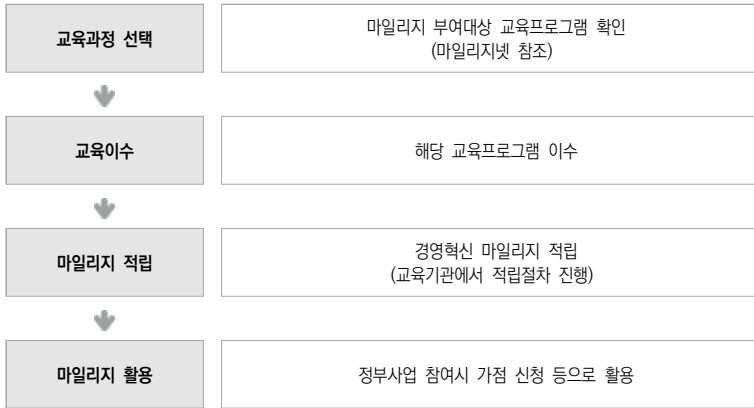 교육과정 선택
마일리지 부여대상 교육프로그램 확인
(마일리지넷 참조)
교육이수
해당 교육프로그램 이수
마일리지 적립
경영혁신 마일리지 적립
(교육기관에서 적립절차 진행)
마일리지 활용
정부사업 참여시 가점 신청 등으로 활용